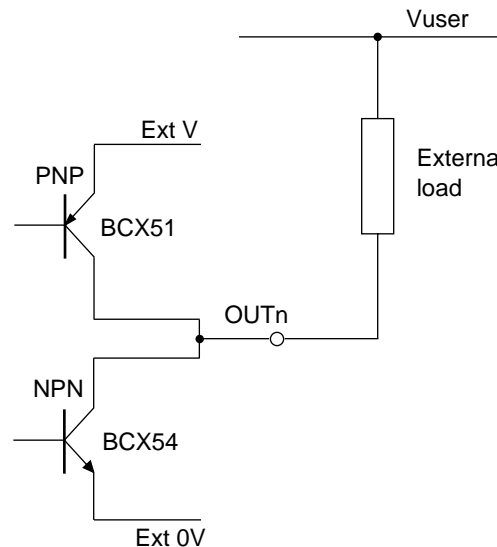 Vuser
Ext V
PNP
External
load
BCX51
OUTn
NPN
BCX54
Ext 0V